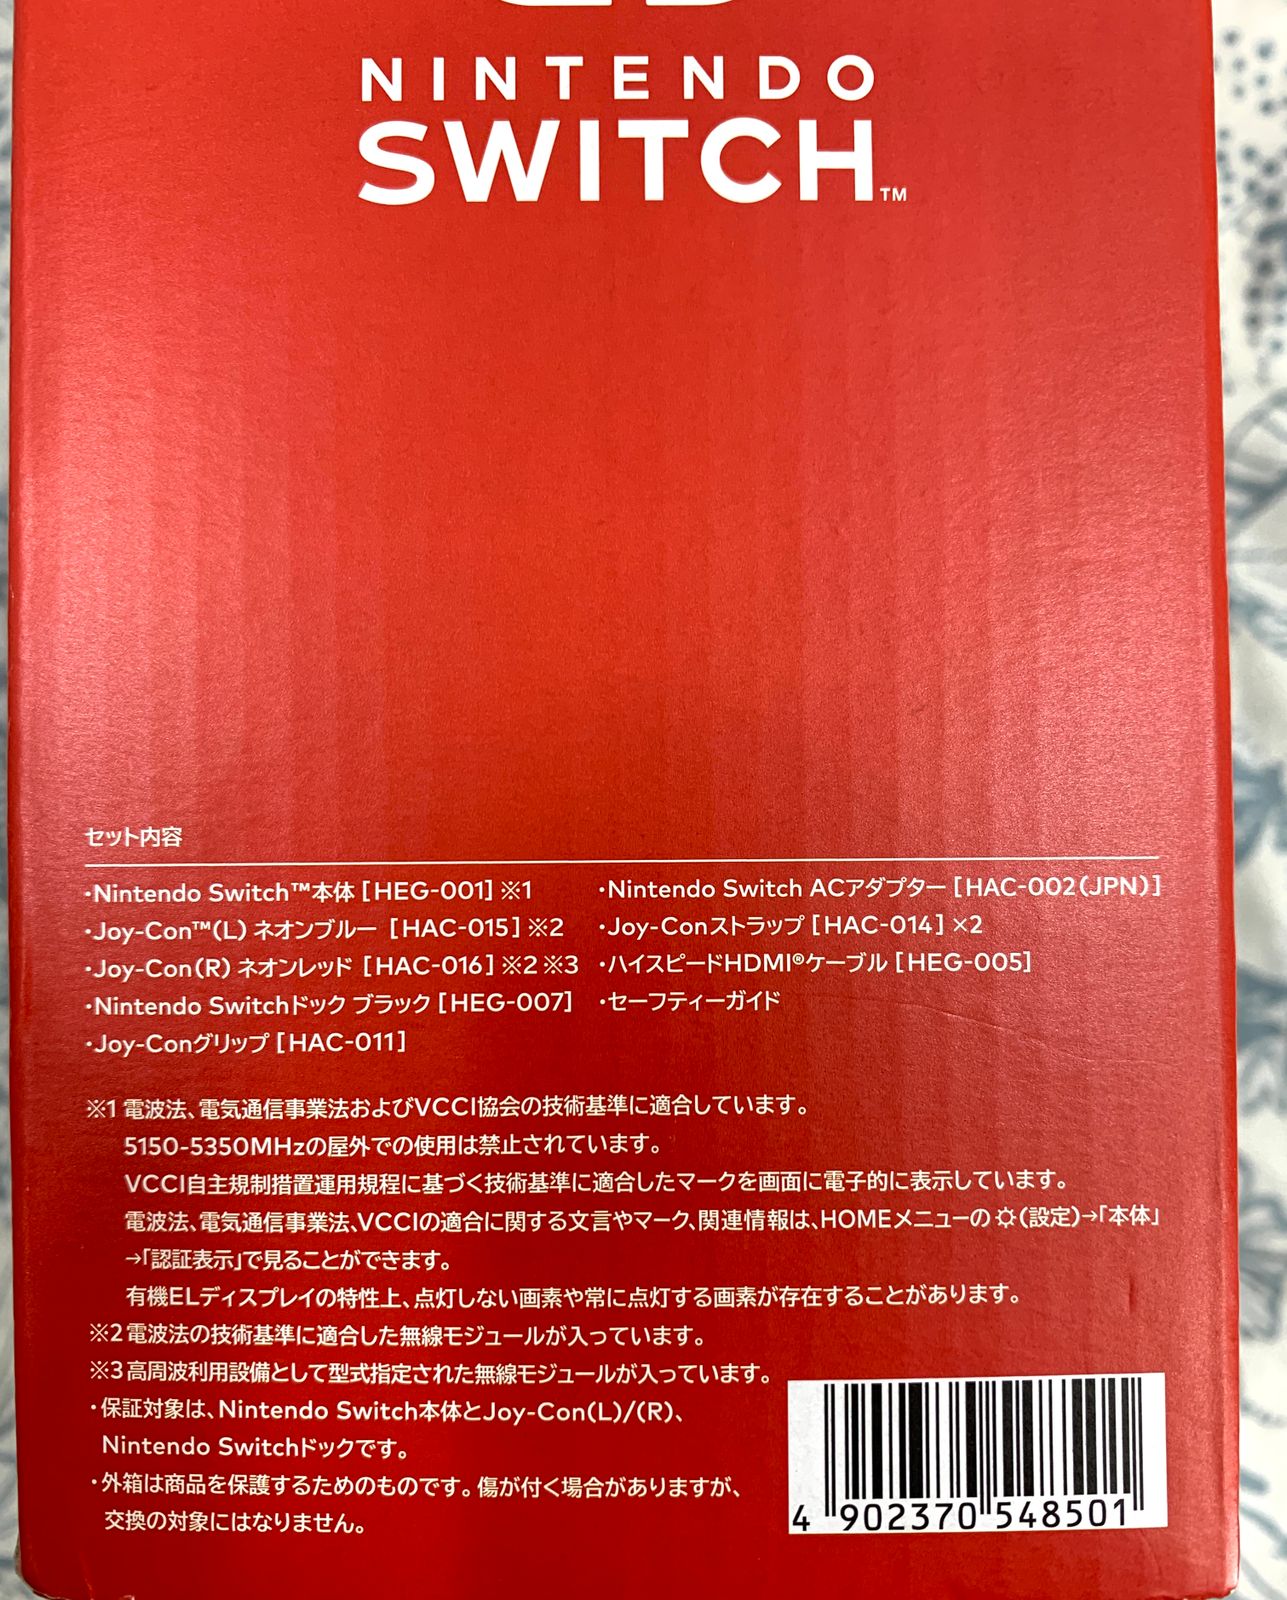 NINTENDO
SWITCH™
セット内容
・Nintendo Switch™本体 [HEG-001] ※1
・Joy-Con™(L) ネオンブルー [HAC-015] ※2
・Joy-Con(R) ネオンレッド [HAC-016] ※2 ※3
・Nintendo Switchドック ブラック [HEG-007]
・Joy-Conグリップ [HAC-011]
・Nintendo Switch ACアダプター [HAC-002(JPN)]
・Joy-Conストラップ [HAC-014] ×2
・ハイスピードHDMI®ケーブル [HEG-005]
・セーフティーガイド
※1 電波法、電気通信事業法およびVCCI協会の技術基準に適合しています。
5150-5350MHzの屋外での使用は禁止されています。
VCCI自主規制措置運用規程に基づく技術基準に適合したマークを画面に電子的に表示しています。
電波法、電気通信事業法、VCCIの適合に関する文言やマーク、関連情報は、HOMEメニューの(設定)→「本体」
→「認証表示」で見ることができます。
有機ELディスプレイの特性上、点灯しない画素や常に点灯する画素が存在することがあります。
※2 電波法の技術基準に適合した無線モジュールが入っています。
※3 高周波利用設備として型式指定された無線モジュールが入っています。
・保証対象は、Nintendo Switch本体とJoy-Con(L)/(R)、
Nintendo Switchドックです。
・外箱は商品を保護するためのものです。傷が付く場合がありますが、
交換の対象にはなりません。
4 902370 548501